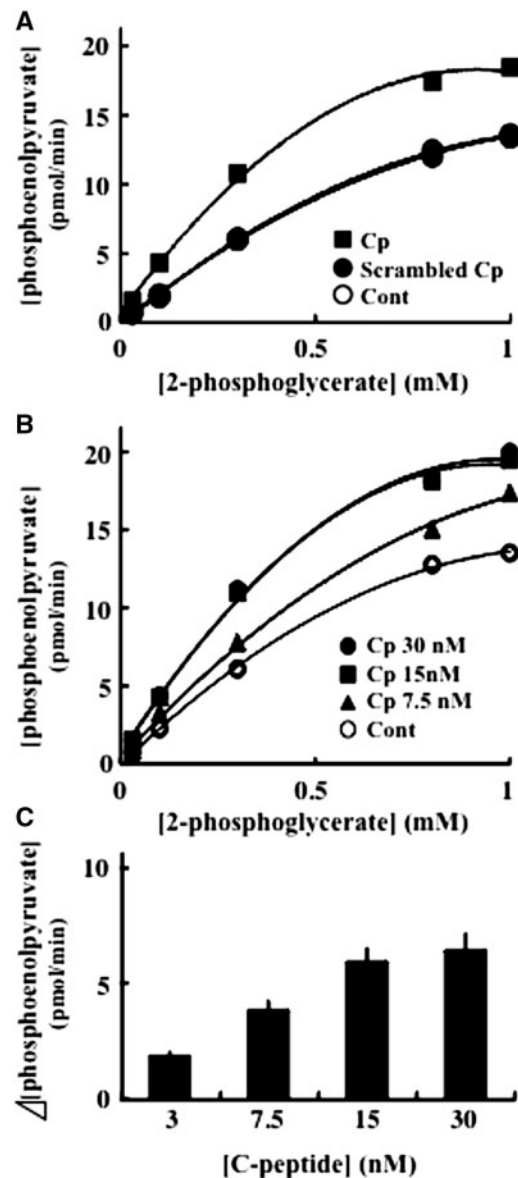 A
[phosphoenolpyruvate]
(pmol/min)
20
15
10
5
0
Cp
Scrambled Cp
Cont
0
0.5
1
[2-phosphoglycerate] (mM)
B
[phosphoenolpyruvate]
(pmol/min)
20
15
10
5
0
Cp 30 nM
Cp 15nM
Cp 7.5 nM
Cont
0
0.5
1
[2-phosphoglycerate] (mM)
C
⊿[phosphoenolpyruvate]
(pmol/min)
10
5
0
3 7.5 15 30
[C-peptide] (nM)